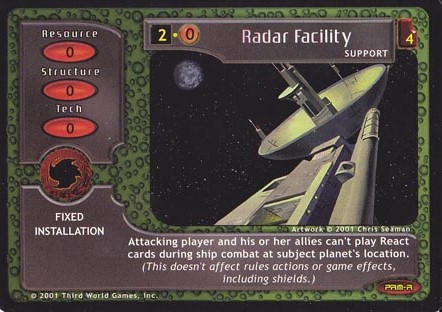 Resource
0
Structure
0
Tech
0
FIXED
INSTALLATION
2 • 0
Radar Facility
SUPPORT
4
Artwork © 2001 Chris Seaman
Attacking player and his or her allies can't play React
cards during ship combat at subject planet's location.
(This doesn't affect rules actions or game effects,
including shields.)
© 2001 Third World Games, Inc.
PRM-R